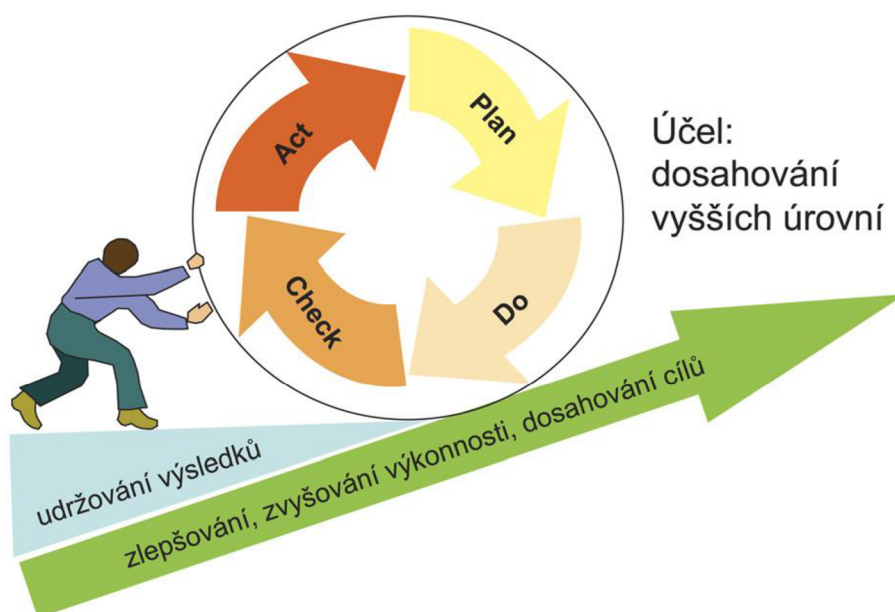 Act
Plan
Check
Do
Účel:
dosahování
vyšších úrovní
udržování výsledků
zlepšování, zvyšování výkonnosti, dosahování cílů